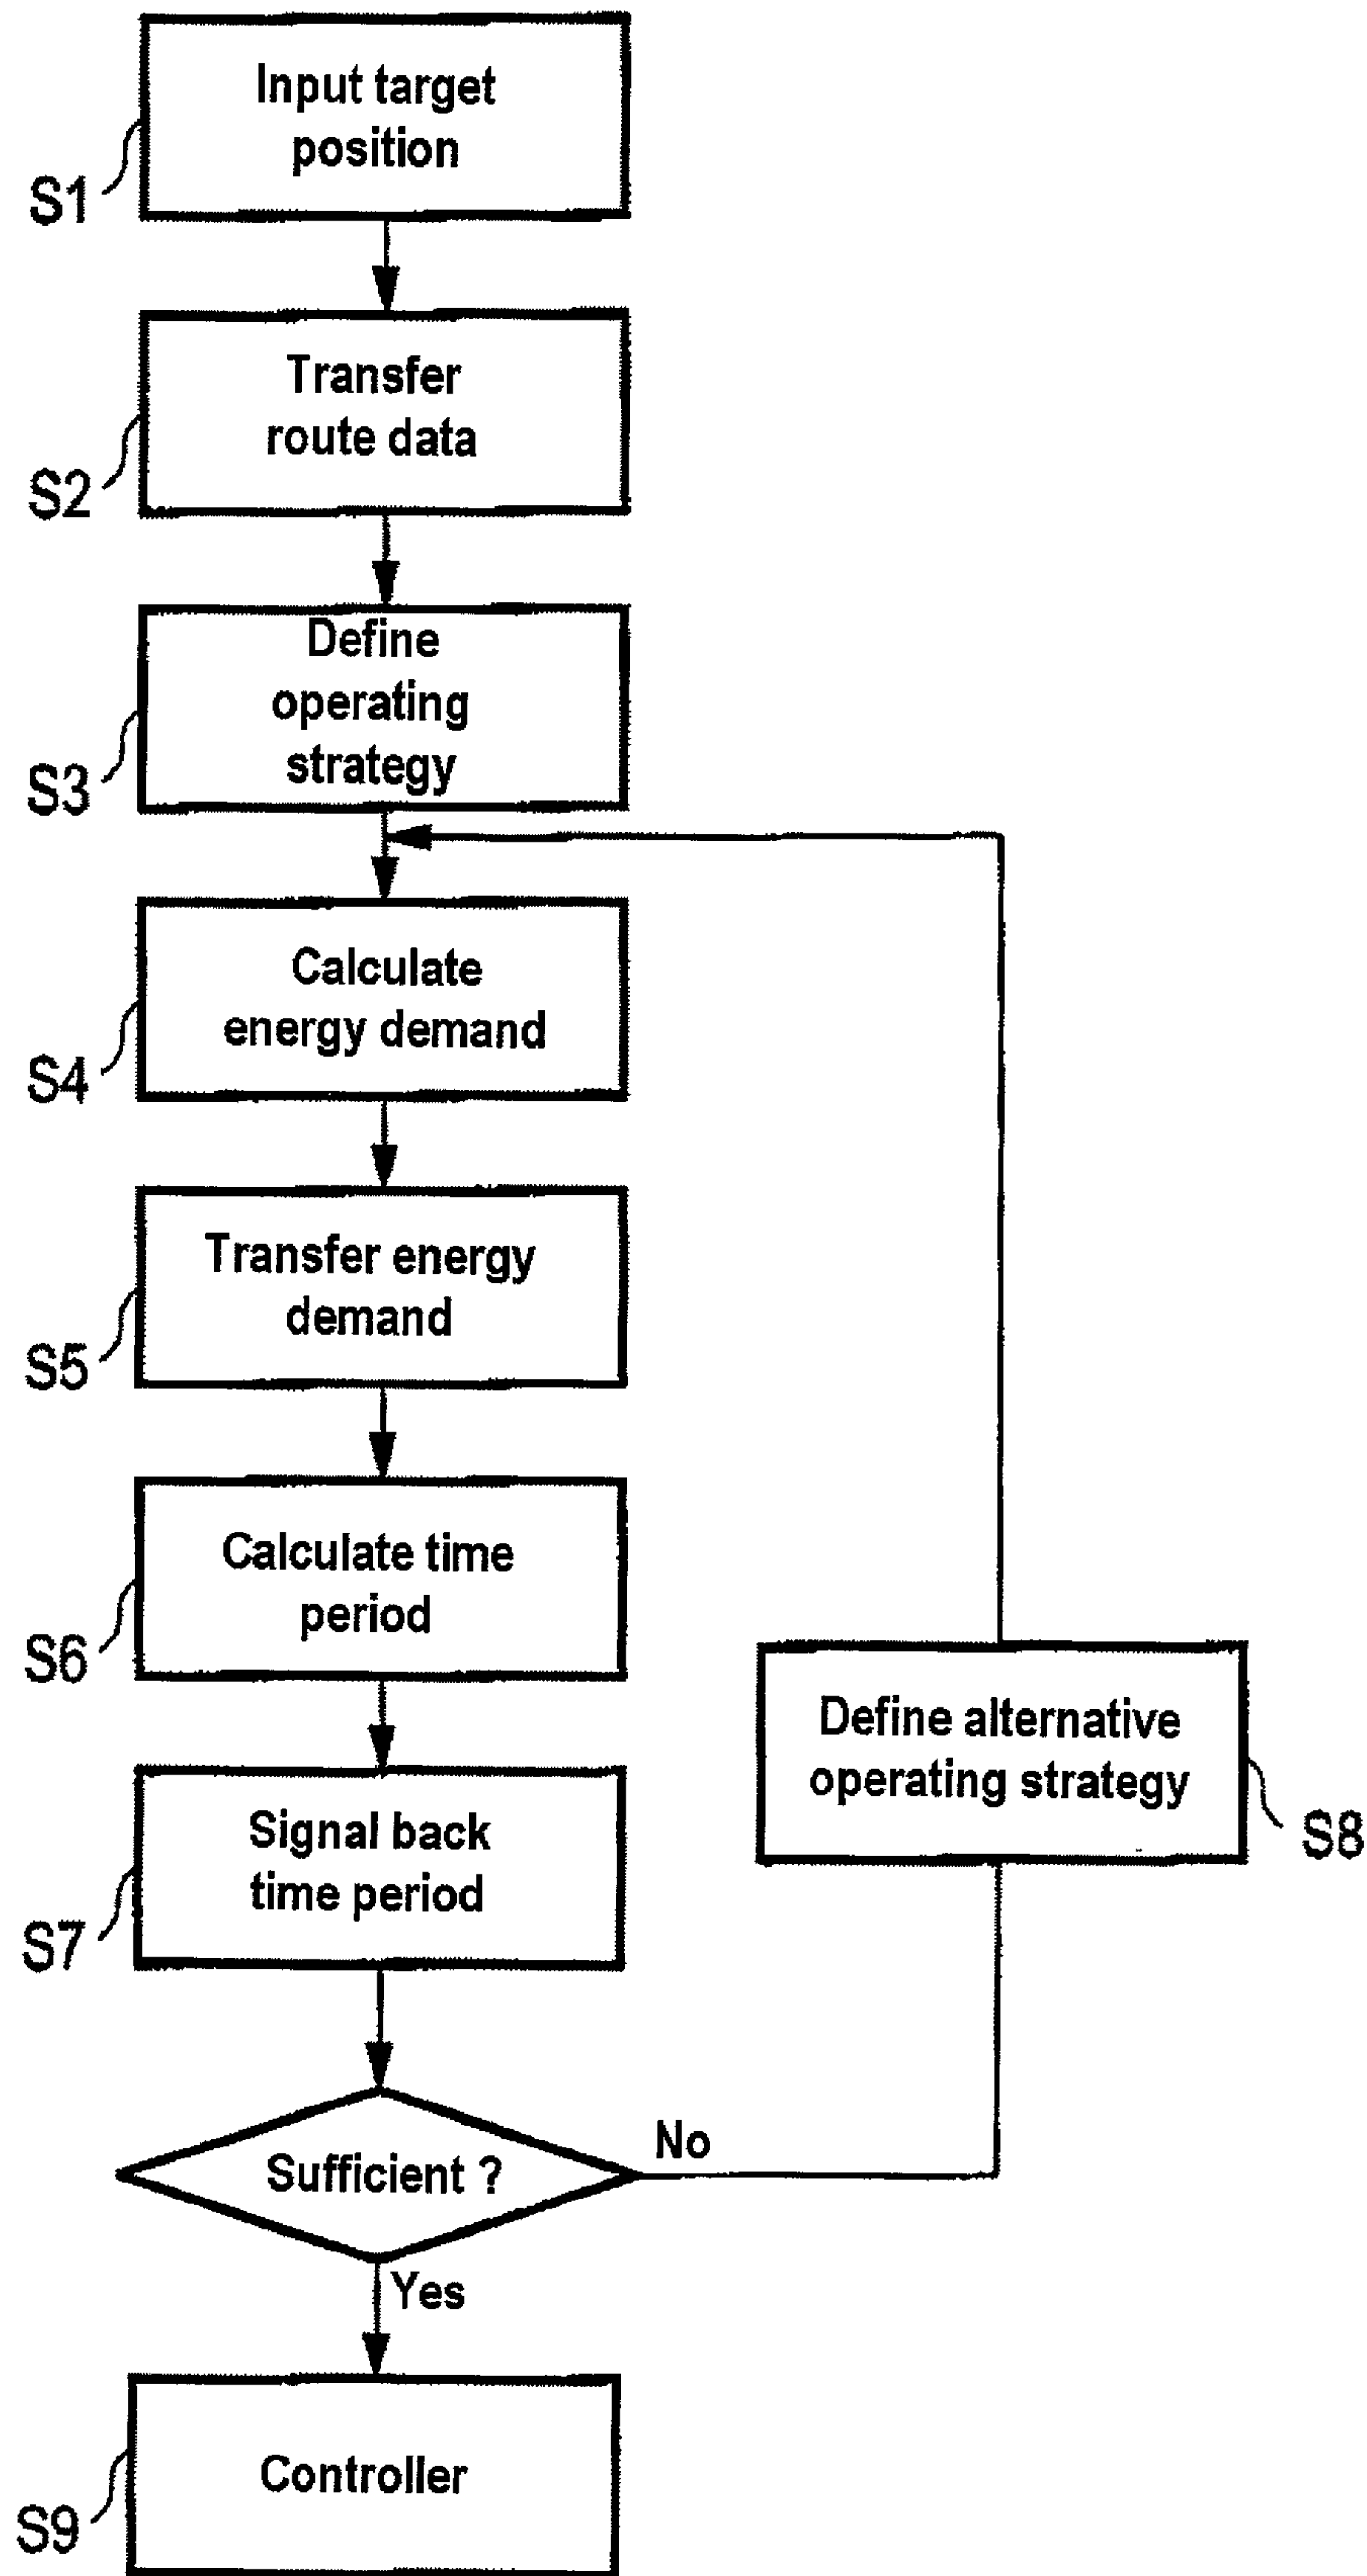 Input target
position
S1
Transfer
route data
S2
Define
operating
strategy
S3
Calculate
energy demand
S4
Transfer energy
demand
S5
Calculate time
period
S6
Define alternative
operating strategy
S8
Signal back
time period
S7
Sufficient ?
No
Yes
Controller
S9